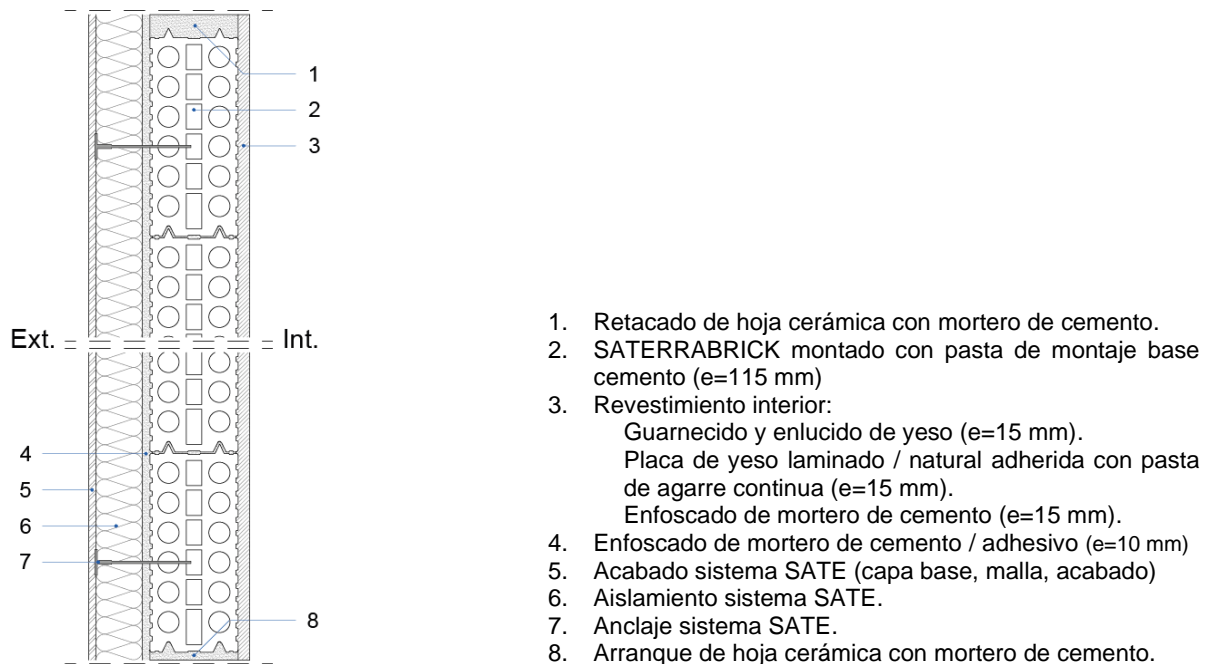 1
2
3
Ext.
Int.
4
5
6
7
8
1. Retacado de hoja cerámica con mortero de cemento.
2. SATERRABRICK montado con pasta de montaje base
cemento (e=115 mm)
3. Revestimiento interior:
Guarnecido y enlucido de yeso (e=15 mm).
Placa de yeso laminado / natural adherida con pasta
de agarre continua (e=15 mm).
Enfoscado de mortero de cemento (e=15 mm).
4. Enfoscado de mortero de cemento / adhesivo (e=10 mm)
5. Acabado sistema SATE (capa base, malla, acabado)
6. Aislamiento sistema SATE.
7. Anclaje sistema SATE.
8. Arranque de hoja cerámica con mortero de cemento.